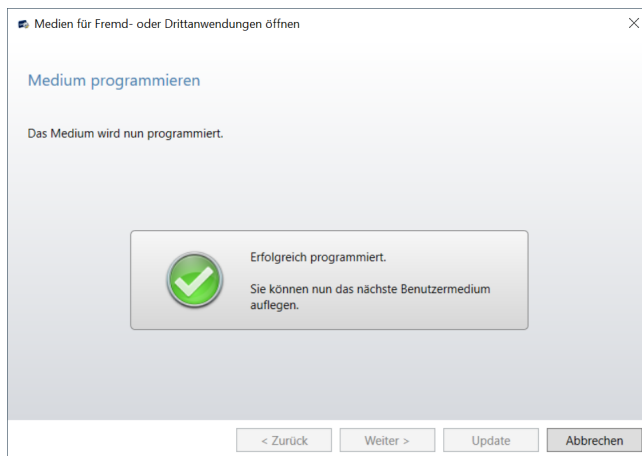 Medien für Fremd- oder Drittanwendungen öffnen
Medium programmieren
Das Medium wird nun programmiert.
Erfolgreich programmiert.
Sie können nun das nächste Benutzermedium
auflegen.
< Zurück
Weiter >
Update
Abbrechen